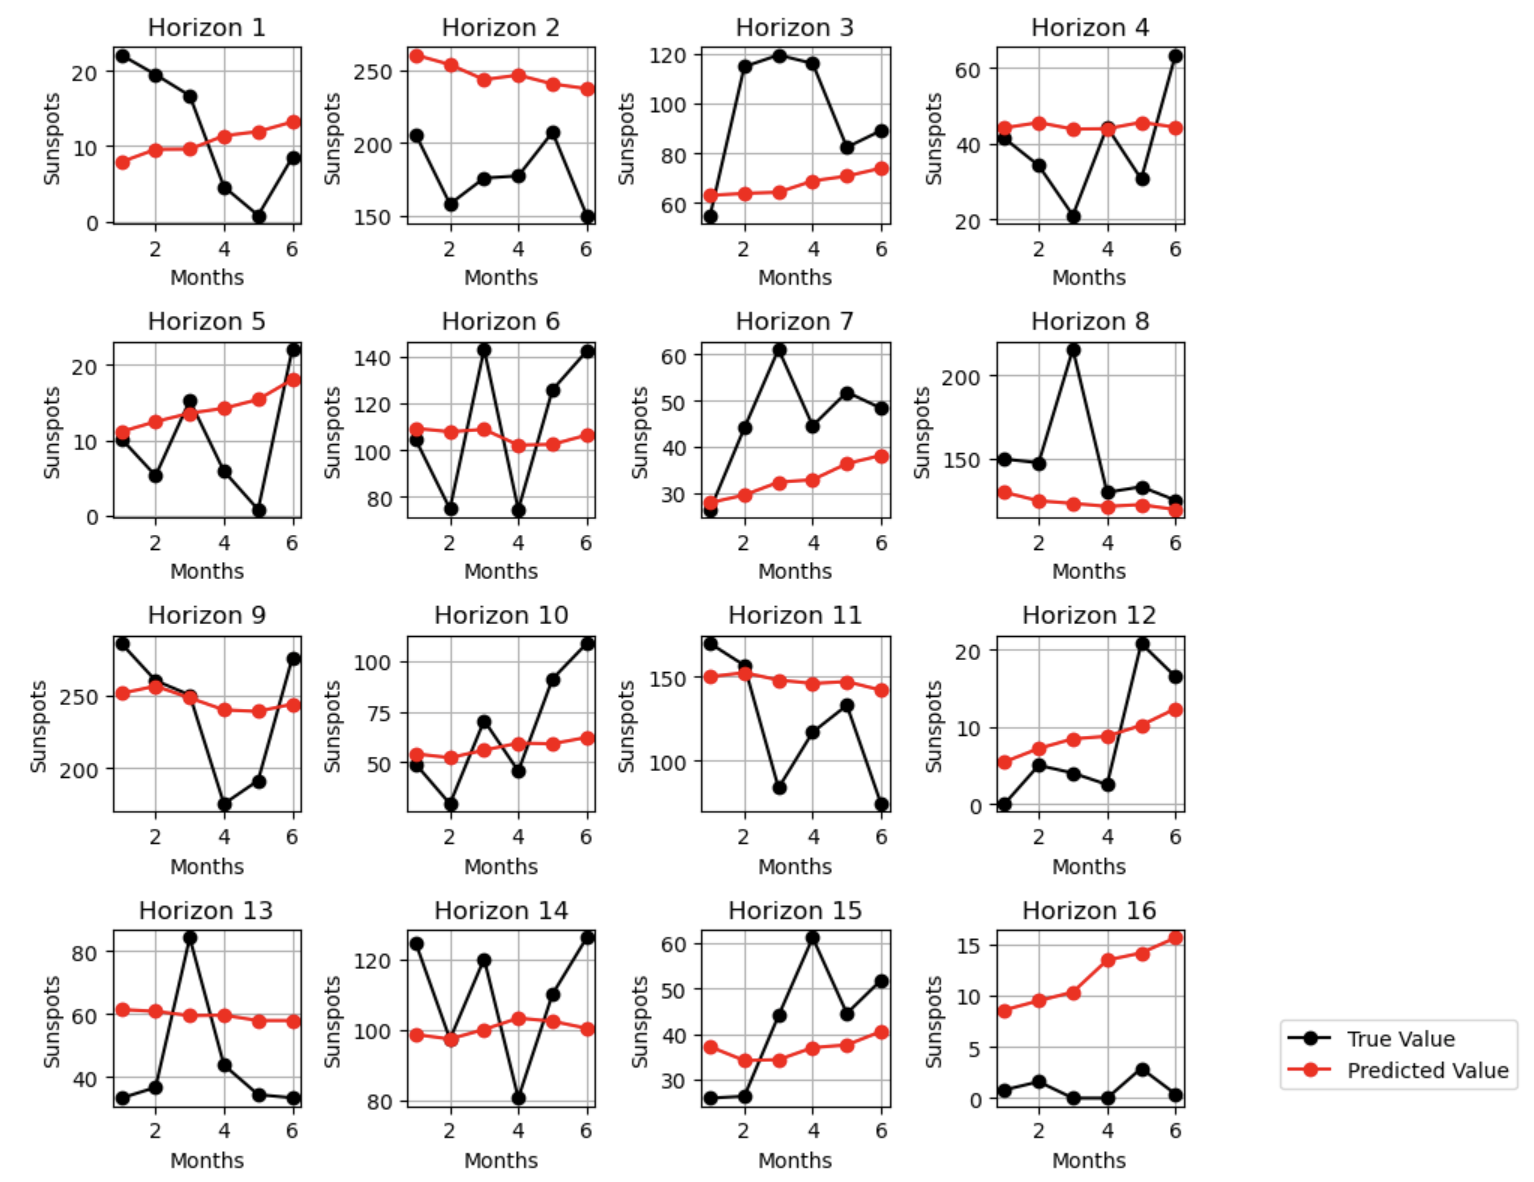 Horizon 1
Sunspots
20
10
0
2 4 6
Months
Horizon 2
Sunspots
250
200
150
2 4 6
Months
Horizon 3
Sunspots
120
100
80
60
2 4 6
Months
Horizon 4
Sunspots
60
40
20
2 4 6
Months
Horizon 5
Sunspots
20
10
0
2 4 6
Months
Horizon 6
Sunspots
140
120
100
80
2 4 6
Months
Horizon 7
Sunspots
60
50
40
30
2 4 6
Months
Horizon 8
Sunspots
200
150
2 4 6
Months
Horizon 9
Sunspots
250
200
2 4 6
Months
Horizon 10
Sunspots
100
75
50
2 4 6
Months
Horizon 11
Sunspots
150
100
2 4 6
Months
Horizon 12
Sunspots
20
10
0
2 4 6
Months
Horizon 13
Sunspots
80
60
40
2 4 6
Months
Horizon 14
Sunspots
120
100
80
2 4 6
Months
Horizon 15
Sunspots
60
50
40
30
2 4 6
Months
Horizon 16
Sunspots
15
10
5
0
2 4 6
Months
True Value
Predicted Value